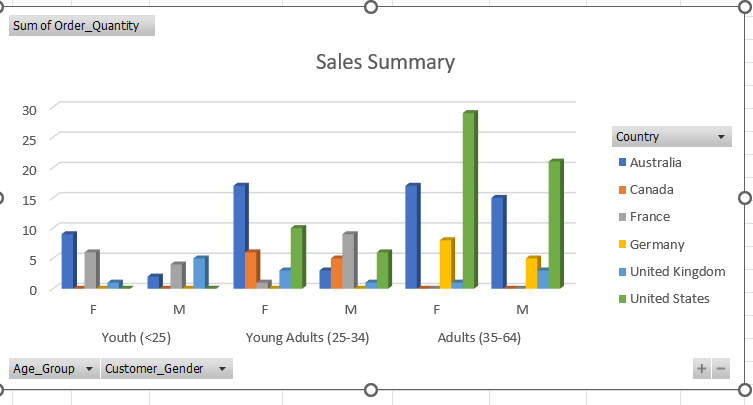 Sum of Order_Quantity
Sales Summary
30
25
20
15
10
5
0
F M F M F M
Youth (<25) Young Adults (25-34) Adults (35-64)
Country
Australia
Canada
France
Germany
United Kingdom
United States
Age_Group Customer_Gender
+ −